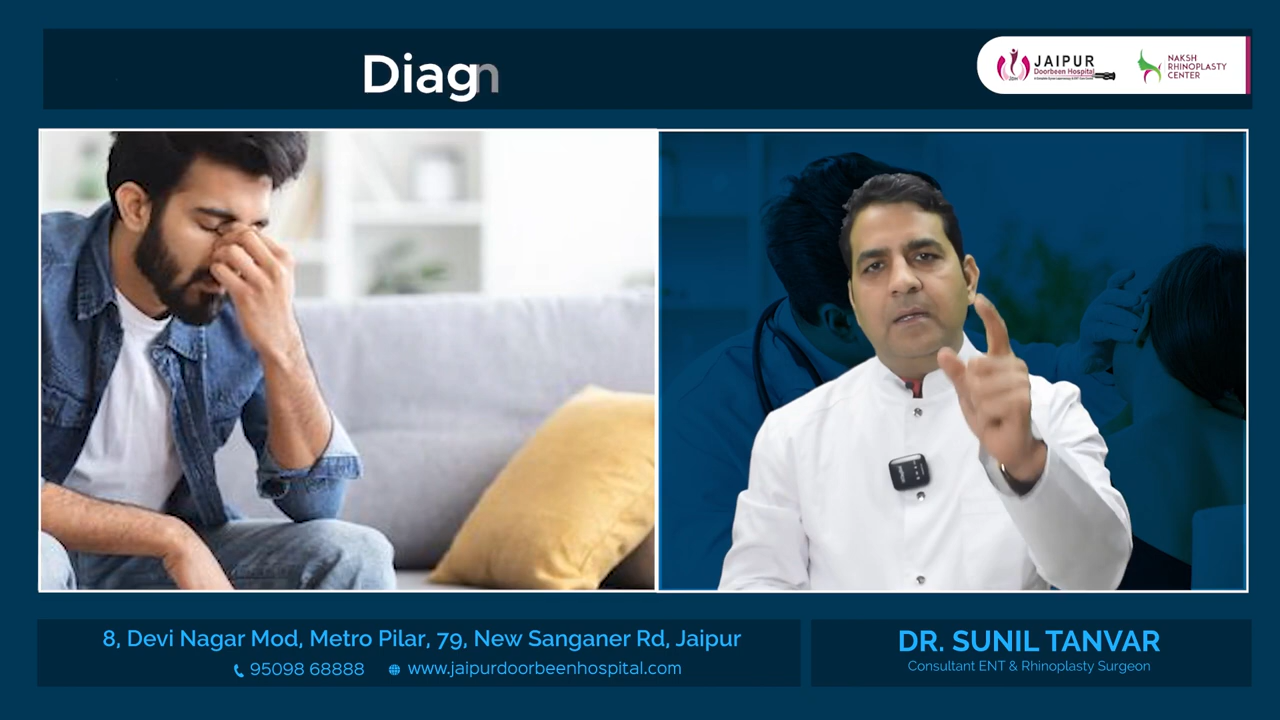 Diagn
JAIPUR
Doorbeen Hospital
NAKSH
RHINOPLASTY
CENTER
8, Devi Nagar Mod, Metro Pilar, 79, New Sanganer Rd, Jaipur
95098 68888 www.jaipurdoorbeenhospital.com
DR. SUNIL TANVAR
Consultant ENT & Rhinoplasty Surgeon